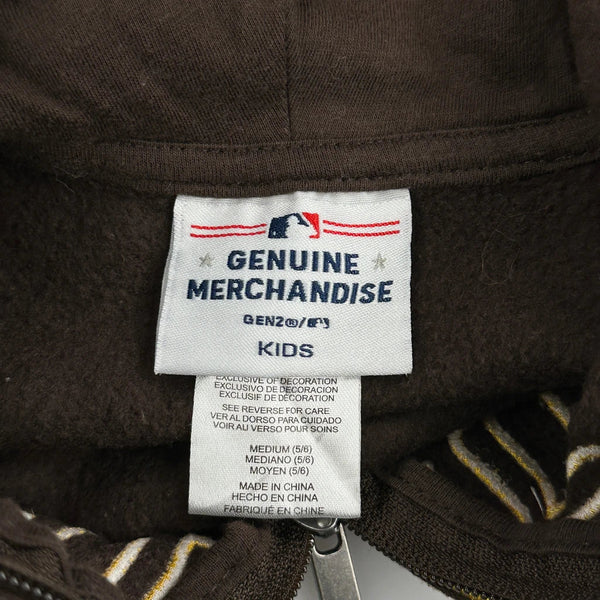 GENUINE
MERCHANDISE
GEN2®/
KIDS
EXCLUSIVE OF DECORATION
EXCLUSIVO DE DECORACION
EXCLUSIF DE DÉCORATION
SEE REVERSE FOR CARE
VER AL DORSO PARA CUIDADO
VOIR AU VERSO POUR SOINS
MEDIUM (5/6)
MEDIANO (5/6)
MOYEN (5/6)
MADE IN CHINA
HECHO EN CHINA
FABRIQUÉ EN CHINE